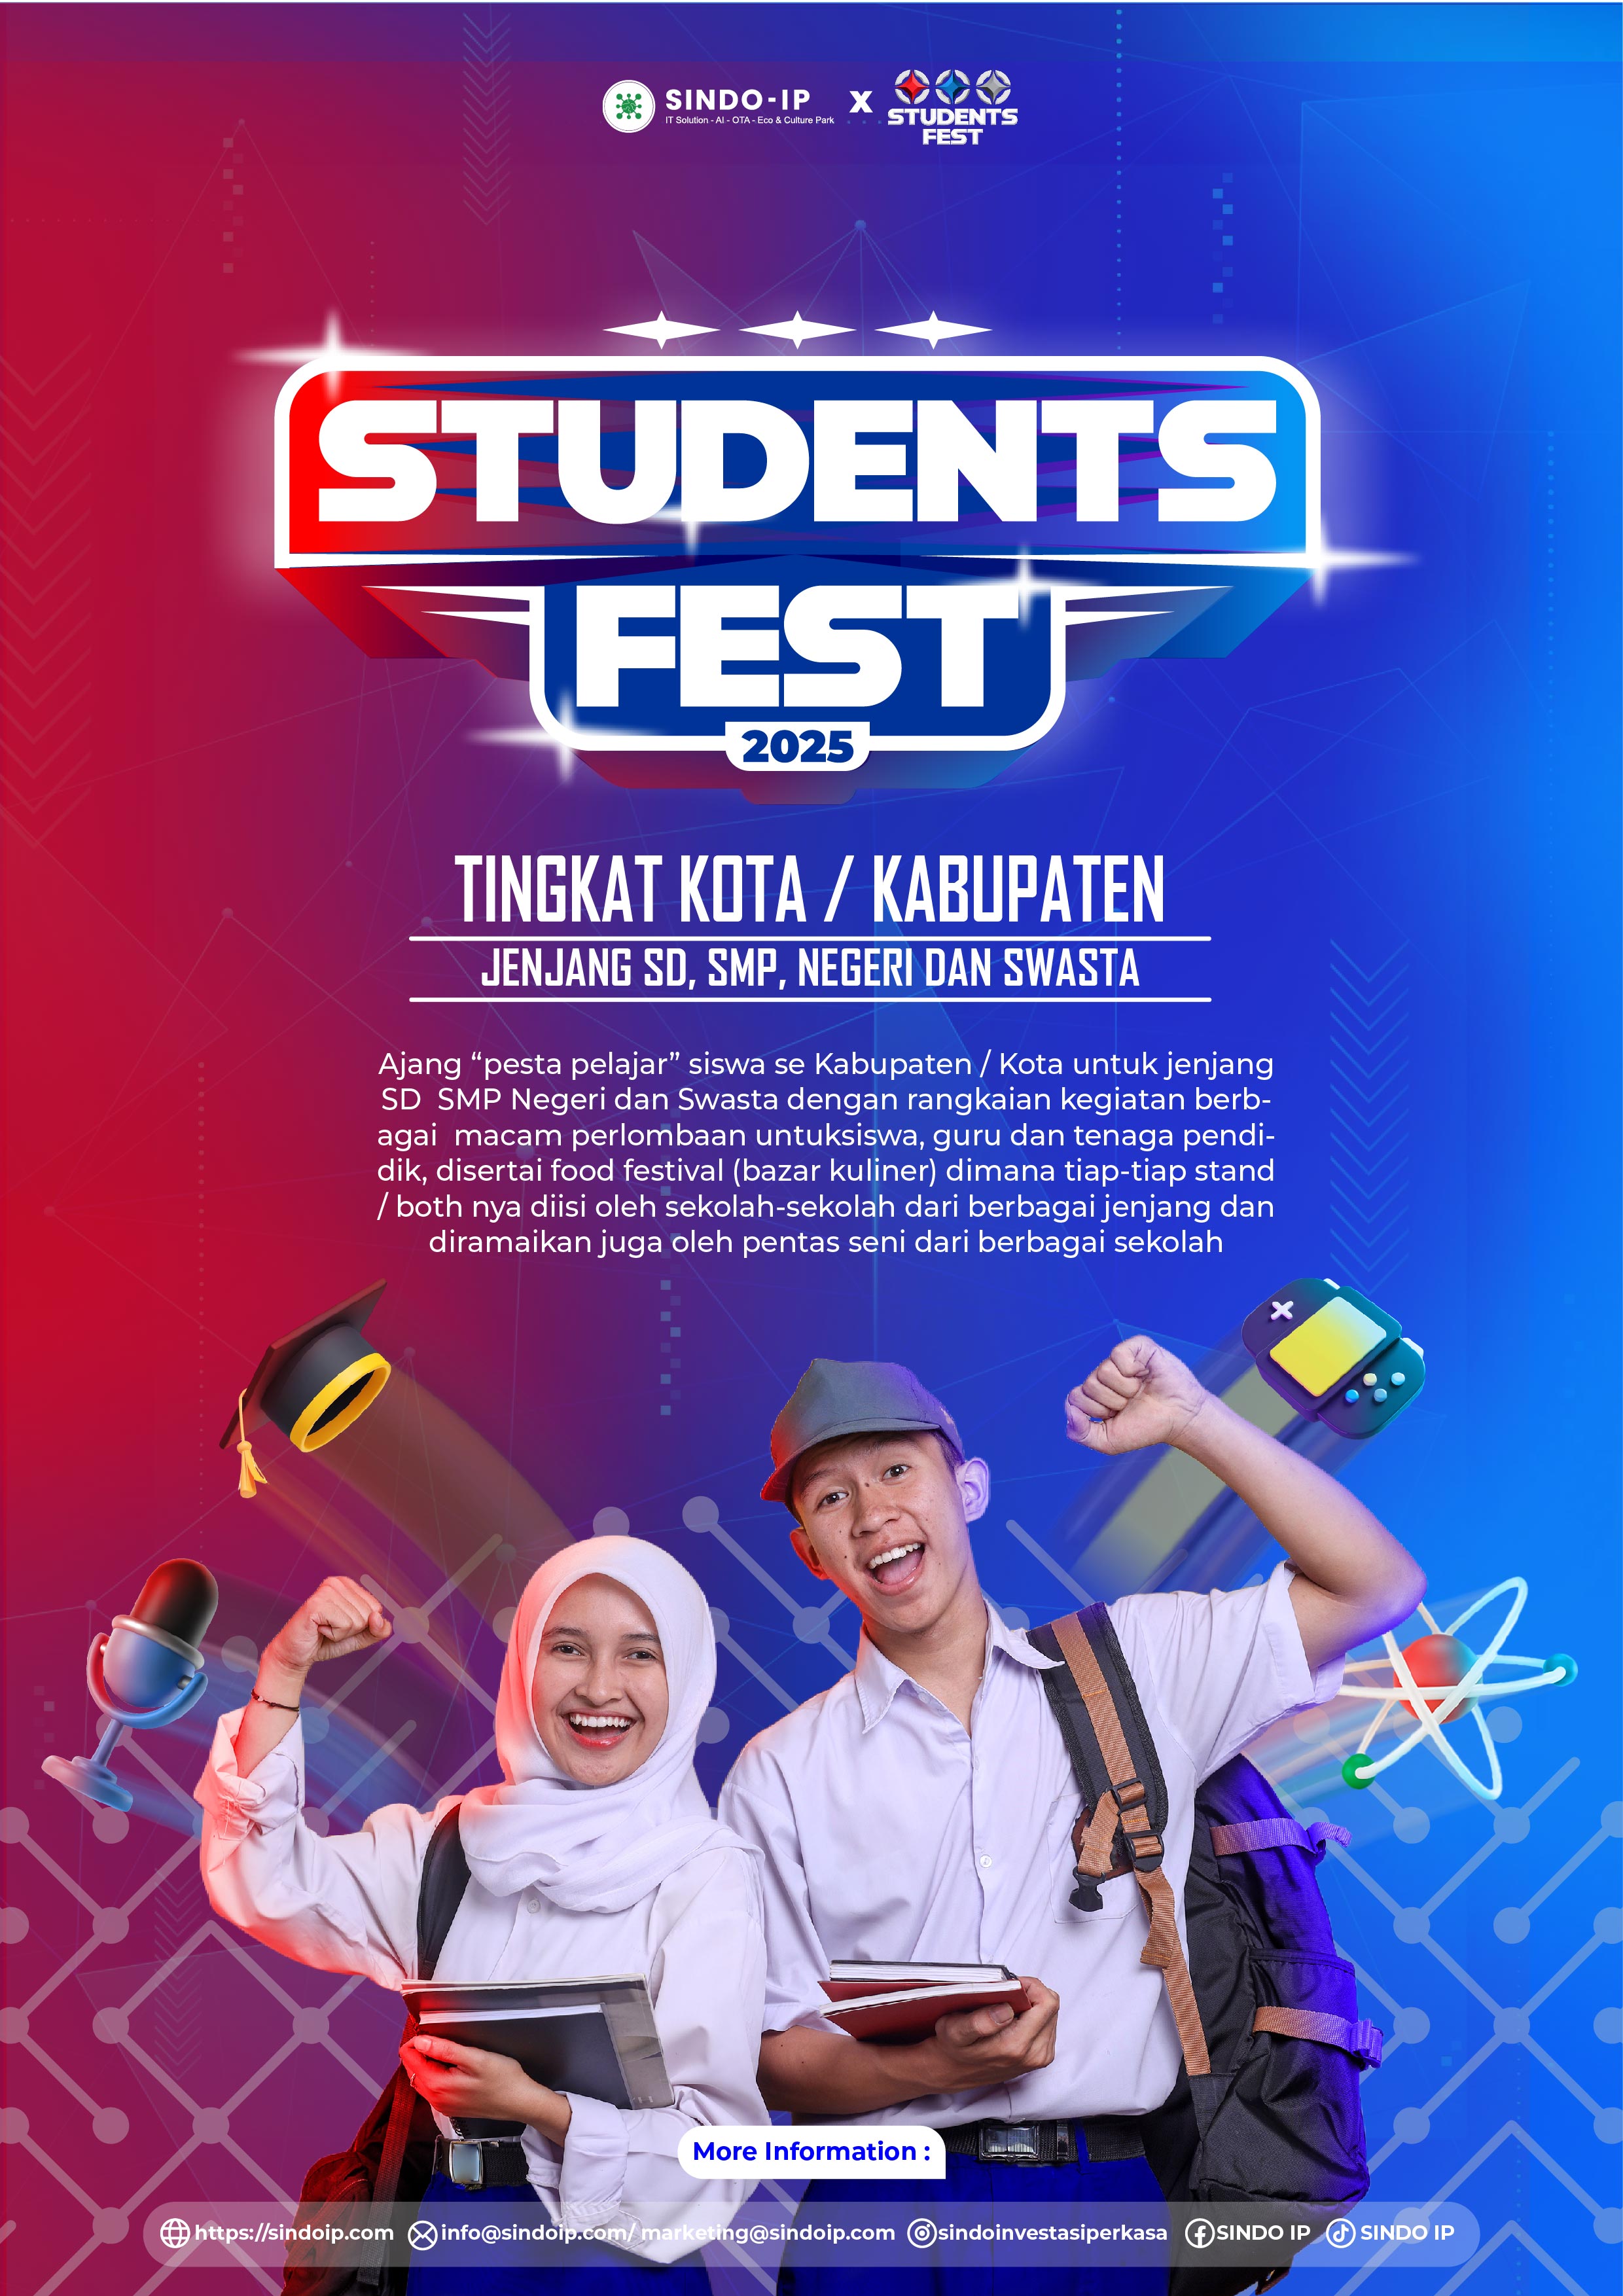 SINDO-IP
IT Solution - AI - OTA - Eco & Culture Park
X
STUDENTS
FEST
STUDENTS
FEST
2025
TINGKAT KOTA / KABUPATEN
JENJANG SD, SMP, NEGERI DAN SWASTA
Ajang “pesta pelajar” siswa se Kabupaten / Kota untuk jenjang
SD  SMP Negeri dan Swasta dengan rangkaian kegiatan berb-
agai  macam perlombaan untuksiswa, guru dan tenaga pendi-
dik, disertai food festival (bazar kuliner) dimana tiap-tiap stand
/ both nya diisi oleh sekolah-sekolah dari berbagai jenjang dan
diramaikan juga oleh pentas seni dari berbagai sekolah
More Information :
https://sindoip.com info@sindoip.com/ marketing@sindoip.com sindoinvestasiperkasa SINDO IP SINDO IP